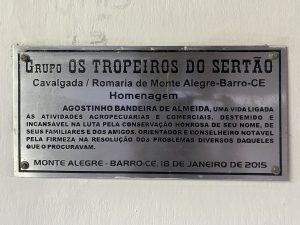 GRUPO OS TROPEIROS DO SERTÃO
Cavalgada / Romaria de Monte Alegre-Barro-CE
Homenagem
AGOSTINHO BANDEIRA DE ALMEIDA, UMA VIDA LIGADA
AS ATIVIDADES AGROPECUARIAS E COMERCIAIS. DESTEMIDO E
INCANSÁVEL NA LUTA PELA CONSERVAÇÃO HONROSA DE SEU NOME, DE
SEUS FAMILIARES E DOS AMIGOS. ORIENTADOR E CONSELHEIRO NOTÁVEL
PELA FIRMEZA NA RESOLUÇÃO DOS PROBLEMAS DIVERSOS DAQUELES
QUE O PROCURAVAM.
MONTE ALEGRE - BARRO-CE, 18 DE JANEIRO DE 2015